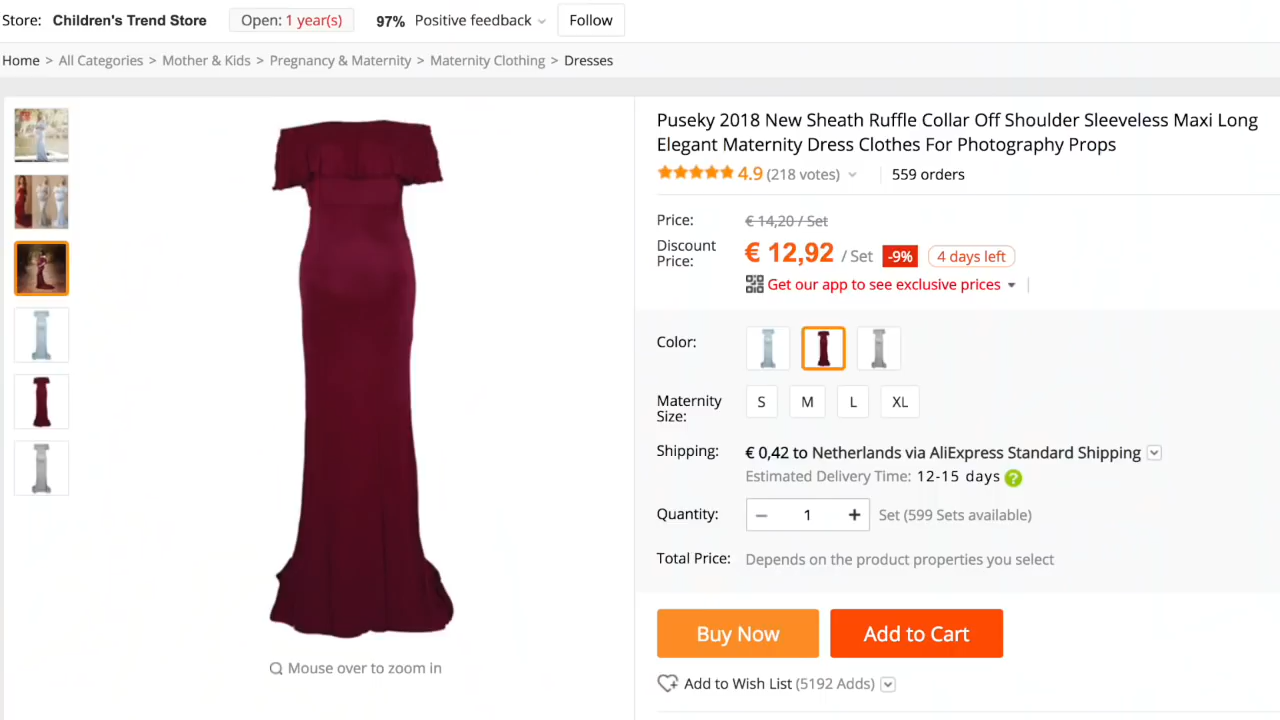 Store: Children's Trend Store Open: 1 year(s) 97% Positive feedback Follow
Home > All Categories > Mother & Kids > Pregnancy & Maternity > Maternity Clothing > Dresses
Puseky 2018 New Sheath Ruffle Collar Off Shoulder Sleeveless Maxi Long
Elegant Maternity Dress Clothes For Photography Props
4.9 (218 votes) 559 orders
Price: € 14,20 / Set
Discount
Price:
€ 12,92 / Set -9% 4 days left
Get our app to see exclusive prices
Color:
Maternity
Size:
S M L XL
Shipping: € 0,42 to Netherlands via AliExpress Standard Shipping
Estimated Delivery Time: 12-15 days ?
Quantity: − 1 + Set (599 Sets available)
Total Price: Depends on the product properties you select
Buy Now Add to Cart
Mouse over to zoom in
Add to Wish List (5192 Adds)